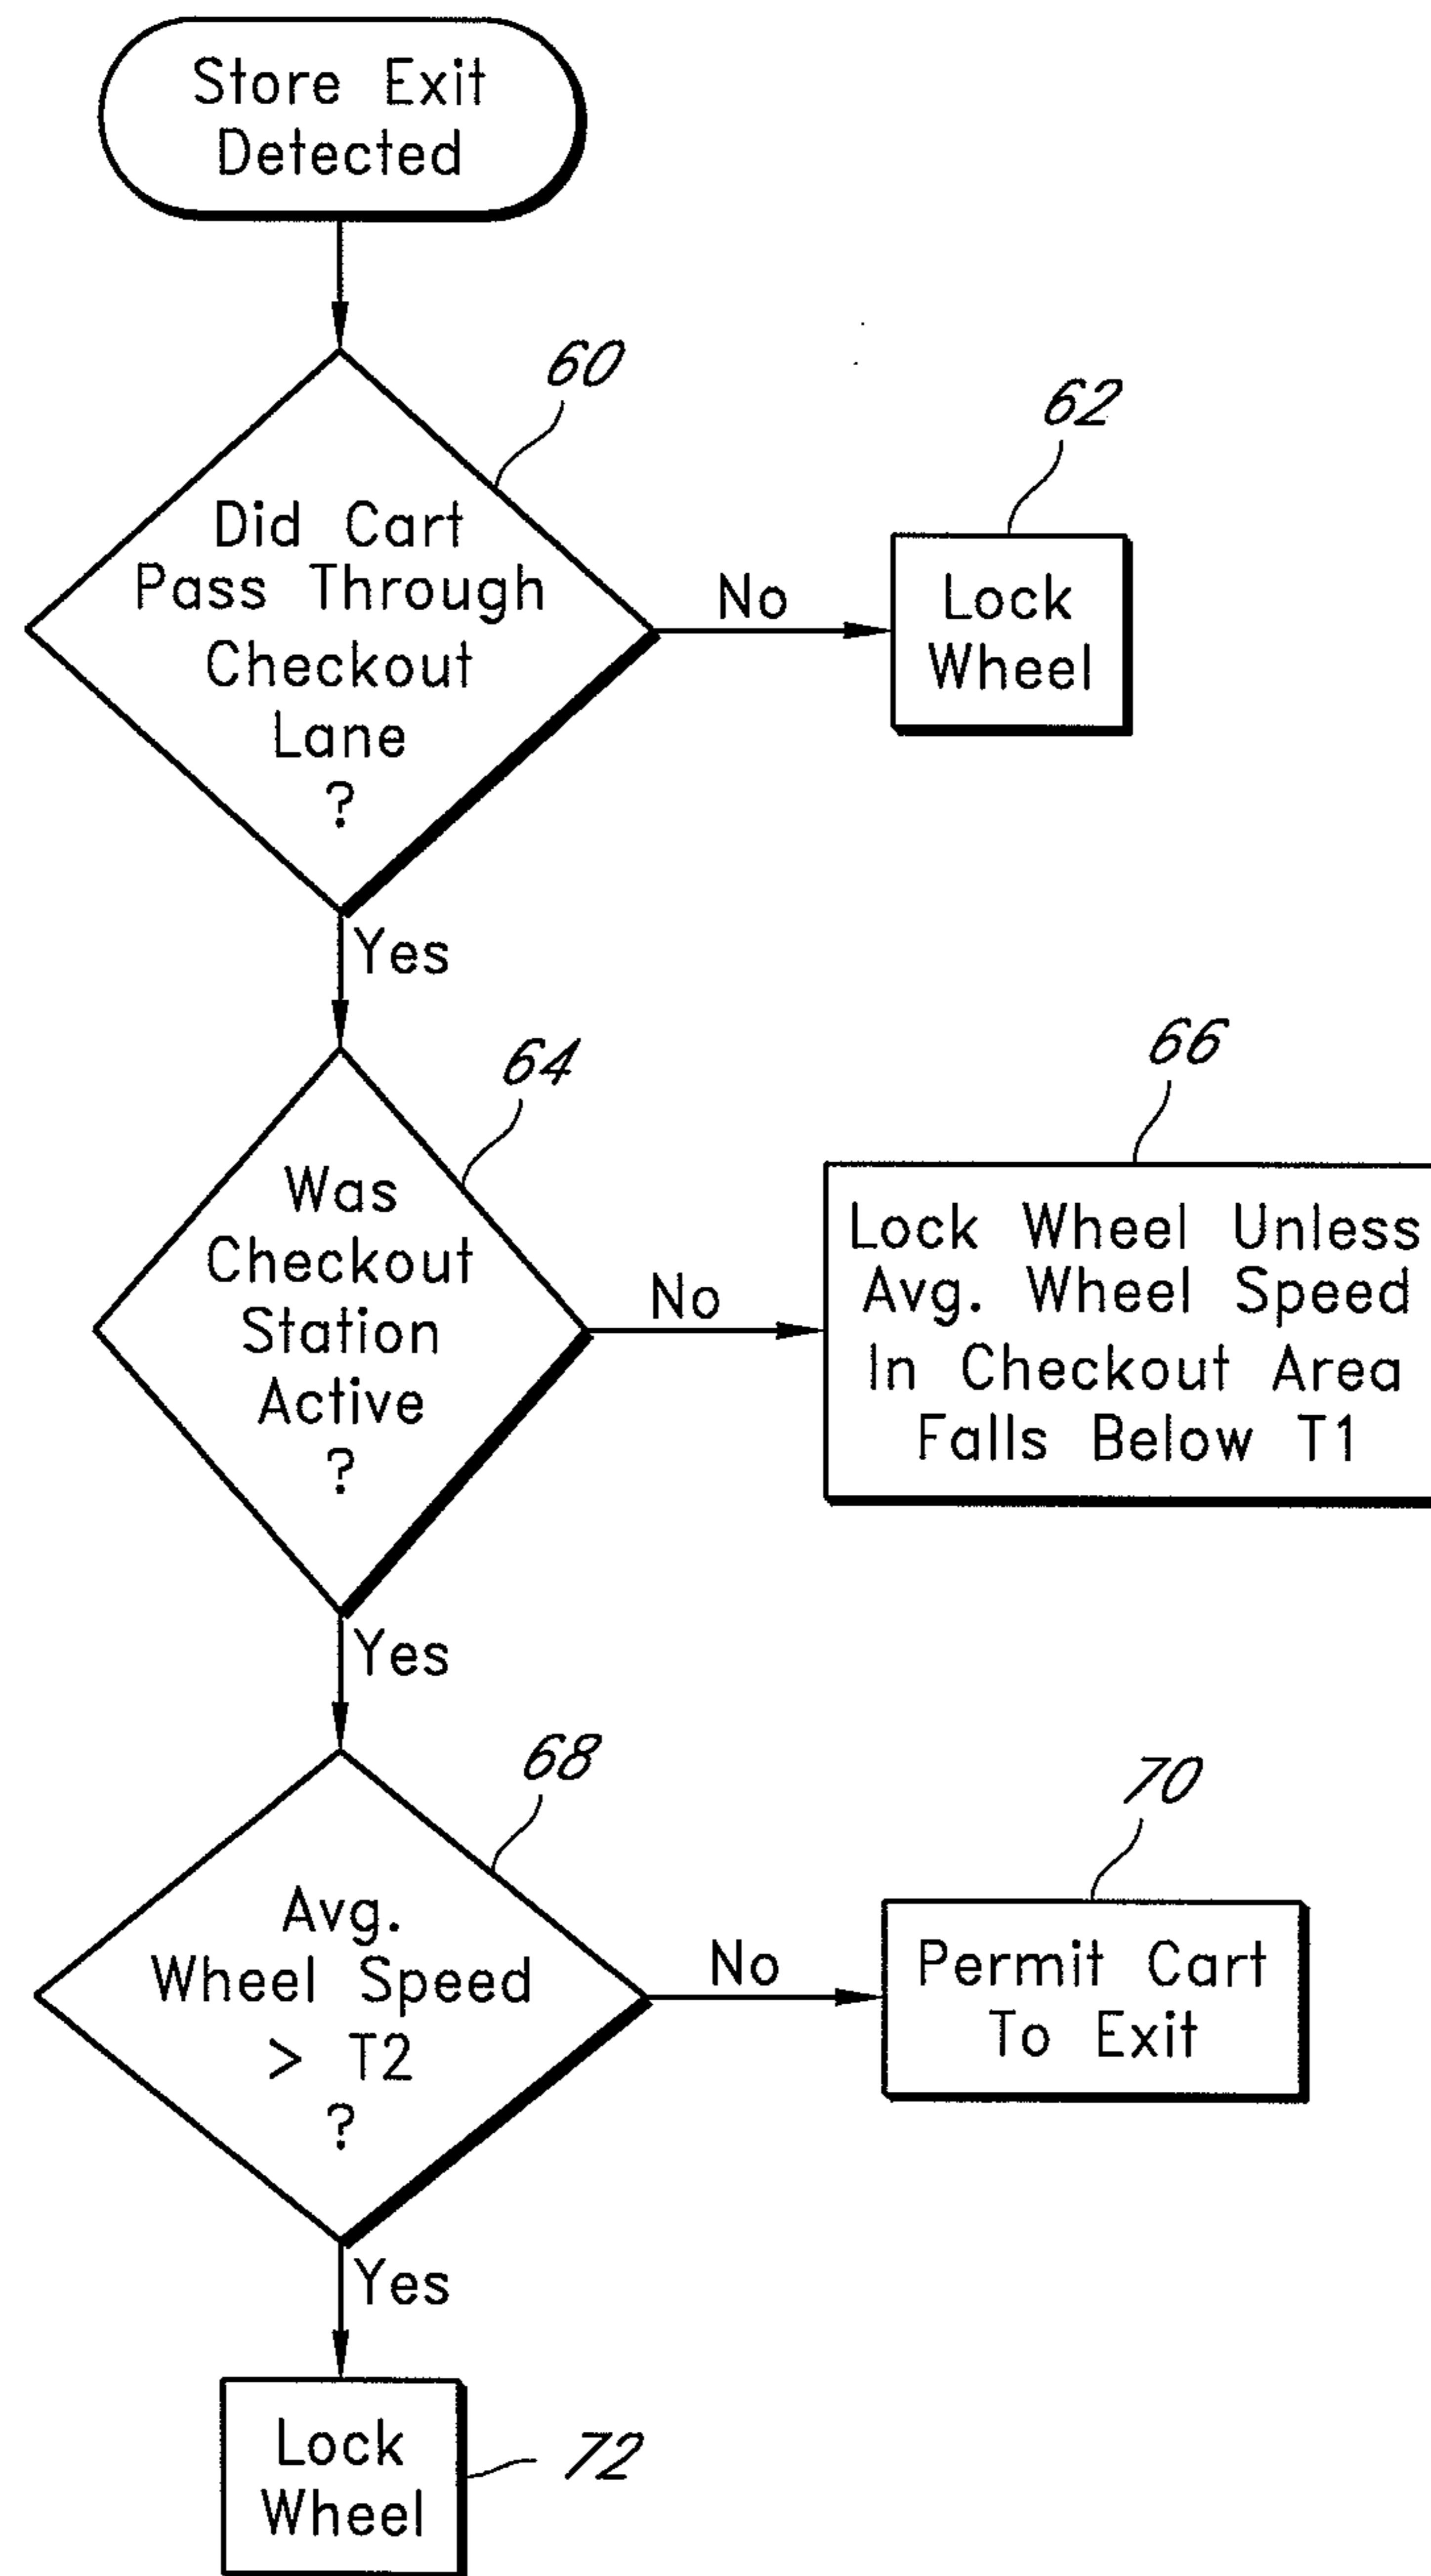 Store Exit
Detected
60
Did Cart
Pass Through
Checkout
Lane
?
No
62
Lock
Wheel
Yes
64
Was
Checkout
Station
Active
?
No
66
Lock Wheel Unless
Avg. Wheel Speed
In Checkout Area
Falls Below T1
Yes
68
Avg.
Wheel Speed
> T2
?
No
70
Permit Cart
To Exit
Yes
Lock
Wheel
72